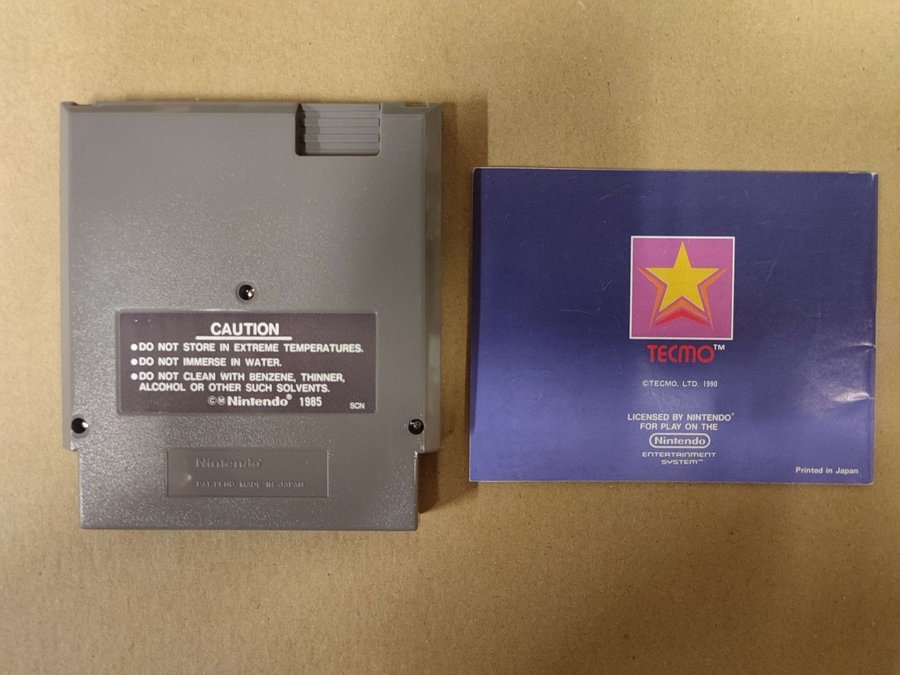 CAUTION
●DO NOT STORE IN EXTREME TEMPERATURES.
●DO NOT IMMERSE IN WATER.
●DO NOT CLEAN WITH BENZENE, THINNER,
ALCOHOL OR OTHER SUCH SOLVENTS.
©Ⓜ Nintendo® 1985
SCN
Nintendo®
PAT. PEND. MADE IN JAPAN
TECMO™
©TECMO, LTD. 1990
LICENSED BY NINTENDO®
FOR PLAY ON THE
Nintendo
ENTERTAINMENT
SYSTEM™
Printed in Japan